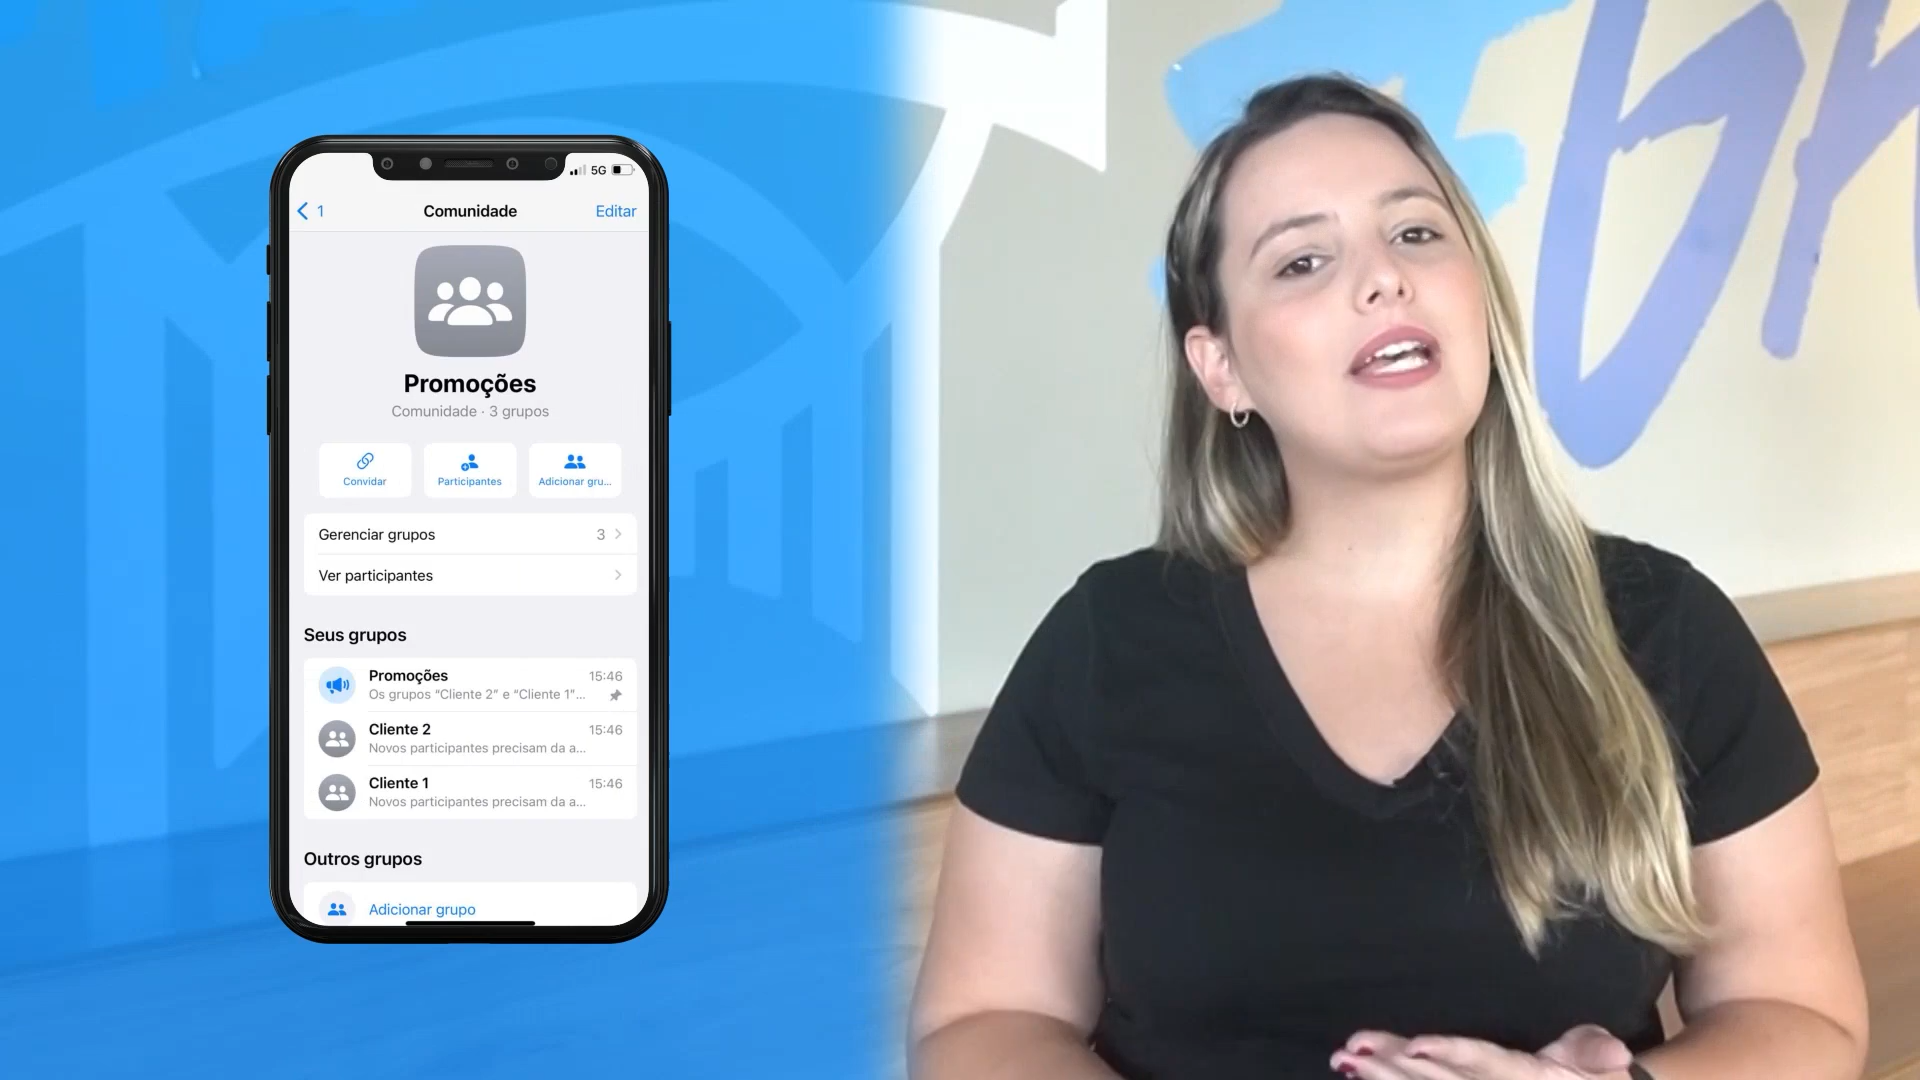 5G
1
Comunidade
Editar
Promoções
Comunidade · 3 grupos
Convidar
Participantes
Adicionar gru...
Gerenciar grupos 3
Ver participantes
Seus grupos
Promoções 15:46
Os grupos “Cliente 2” e “Cliente 1”...
Cliente 2 15:46
Novos participantes precisam da a...
Cliente 1 15:46
Novos participantes precisam da a...
Outros grupos
Adicionar grupo